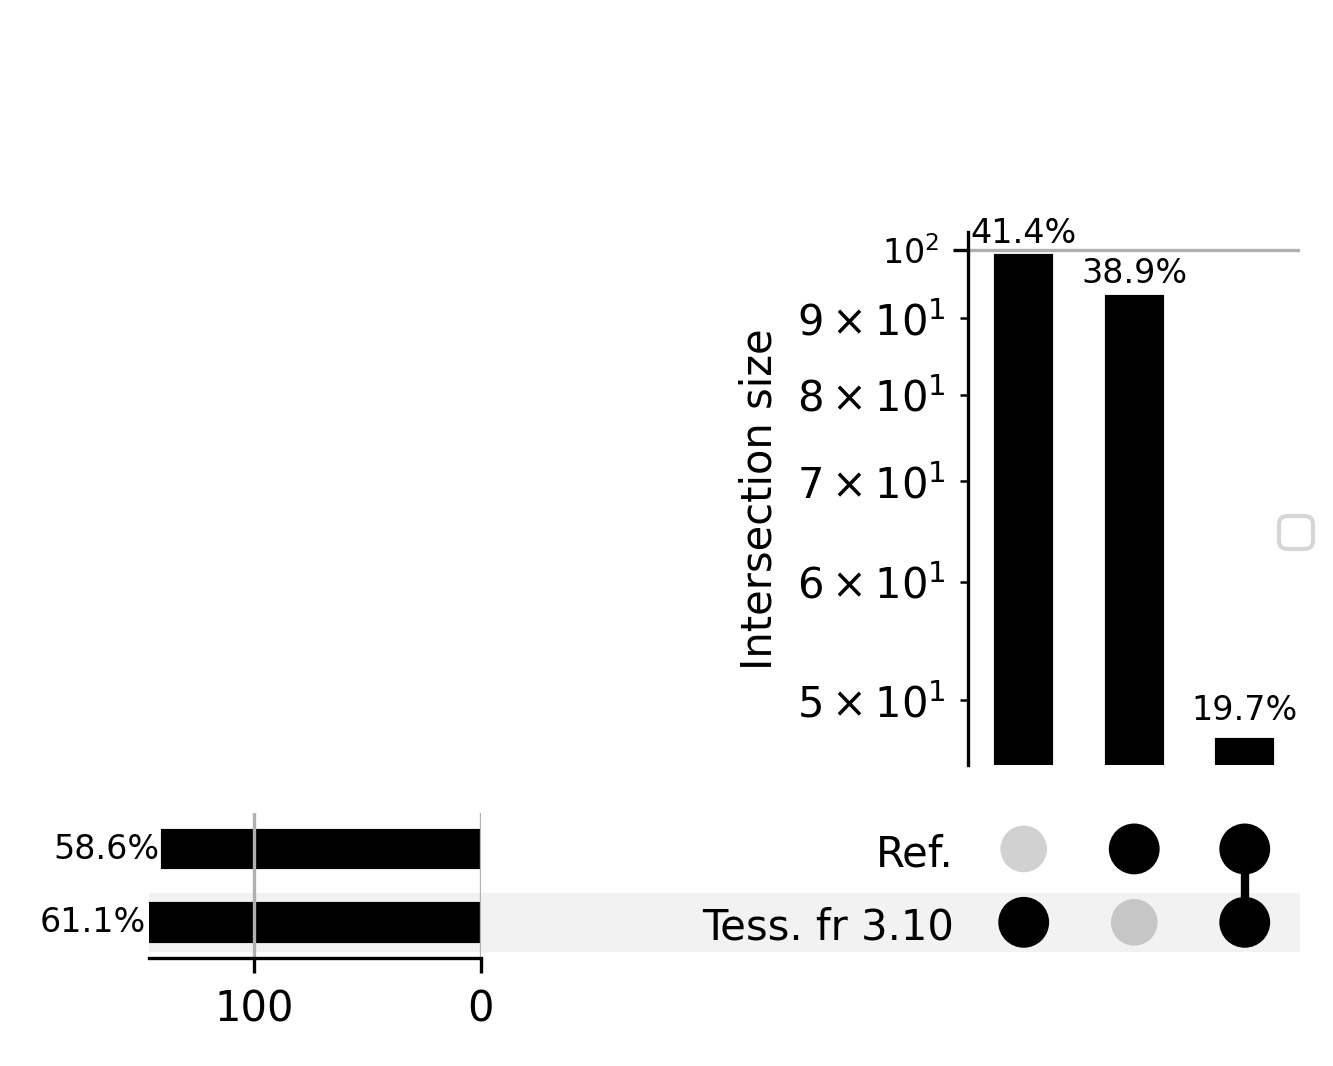 41.4%
10²
38.9%
9 × 10¹
8 × 10¹
7 × 10¹
6 × 10¹
5 × 10¹
Intersection size
19.7%
58.6%
Ref.
61.1%
Tess. fr 3.10
100 0